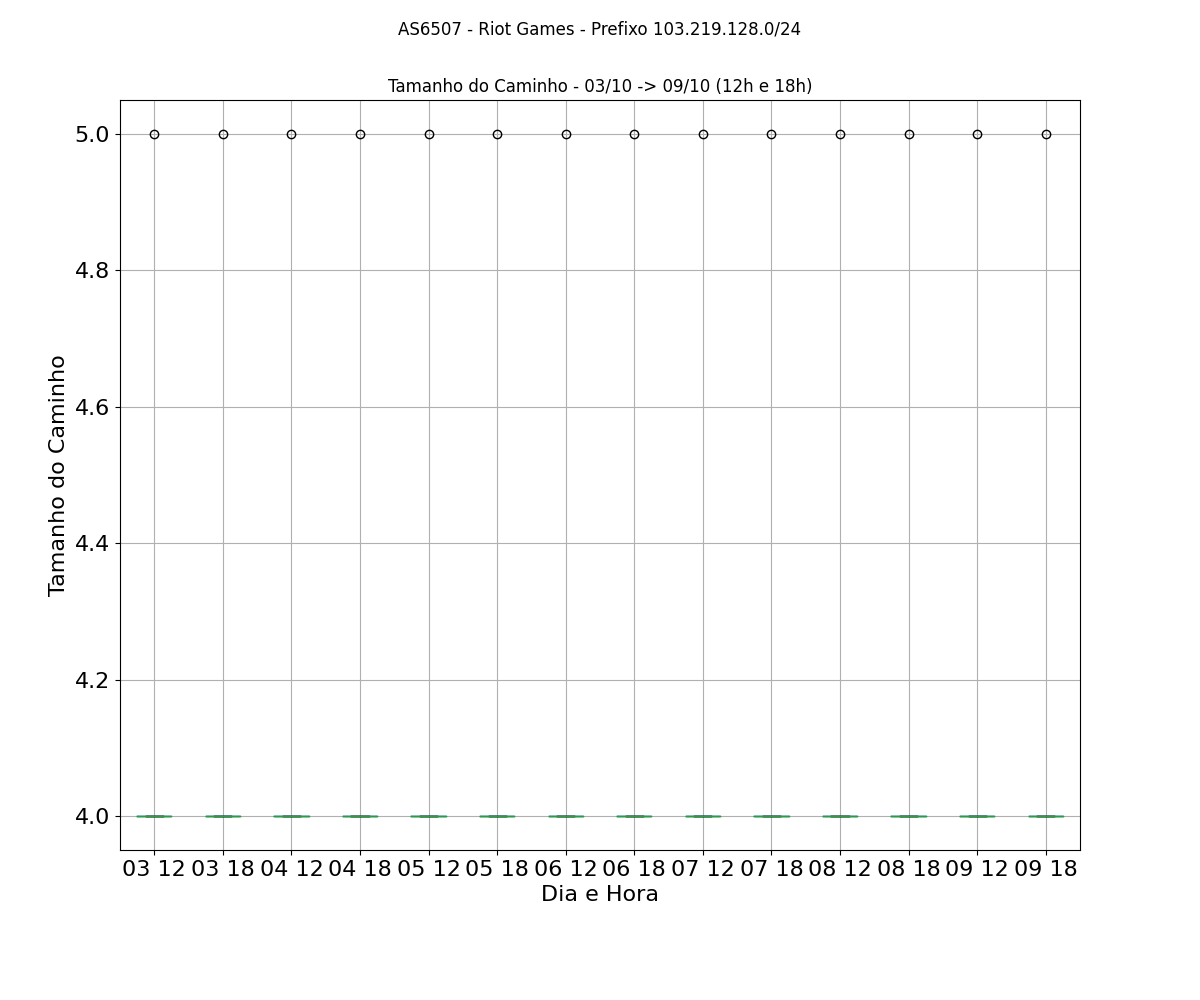 AS6507 - Riot Games - Prefixo 103.219.128.0/24
Tamanho do Caminho - 03/10 -> 09/10 (12h e 18h)
5.0
4.8
4.6
4.4
4.2
4.0
Tamanho do Caminho
03 12 03 18 04 12 04 18 05 12 05 18 06 12 06 18 07 12 07 18 08 12 08 18 09 12 09 18
Dia e Hora